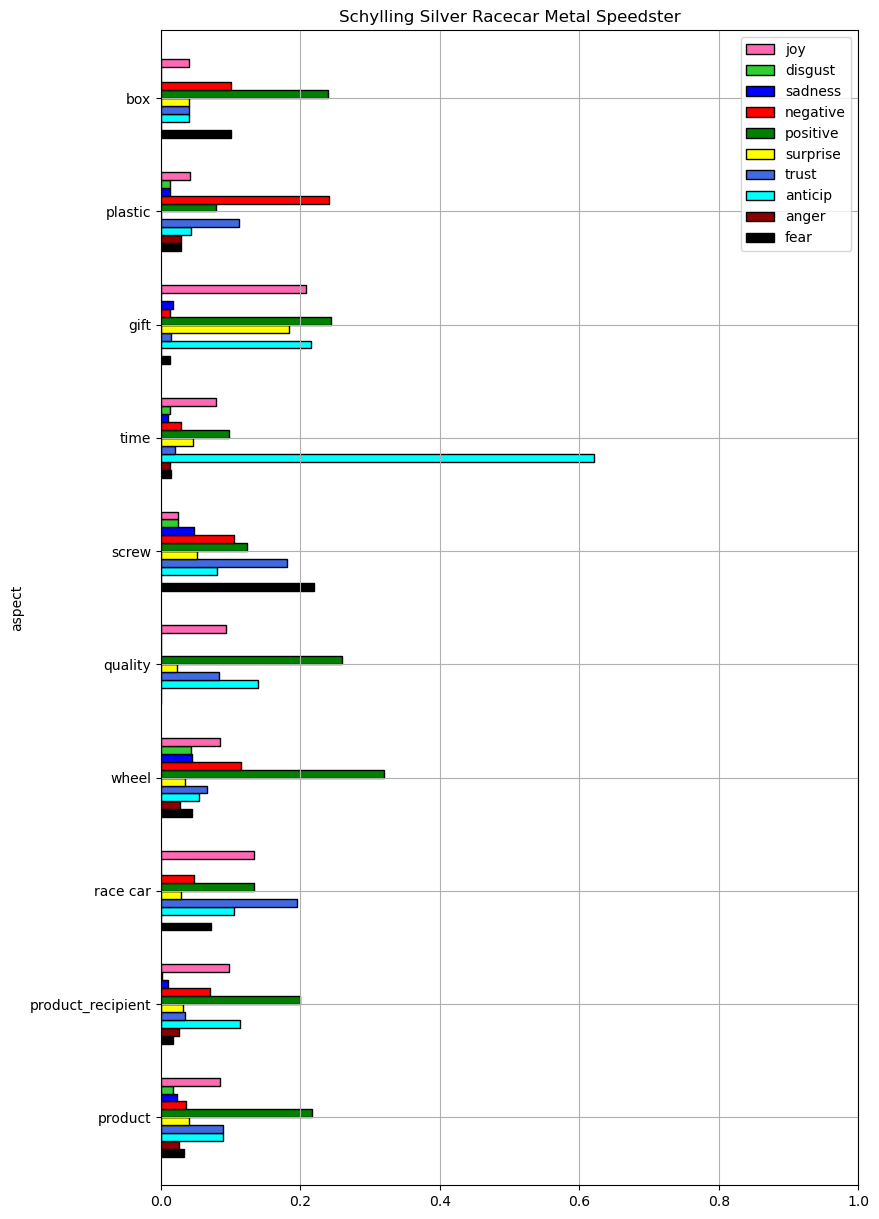 Schylling Silver Racecar Metal Speedster
joy
disgust
sadness
negative
positive
surprise
trust
anticip
anger
fear
box
plastic
gift
time
screw
quality
wheel
race car
product_recipient
product
aspect
0.0 0.2 0.4 0.6 0.8 1.0